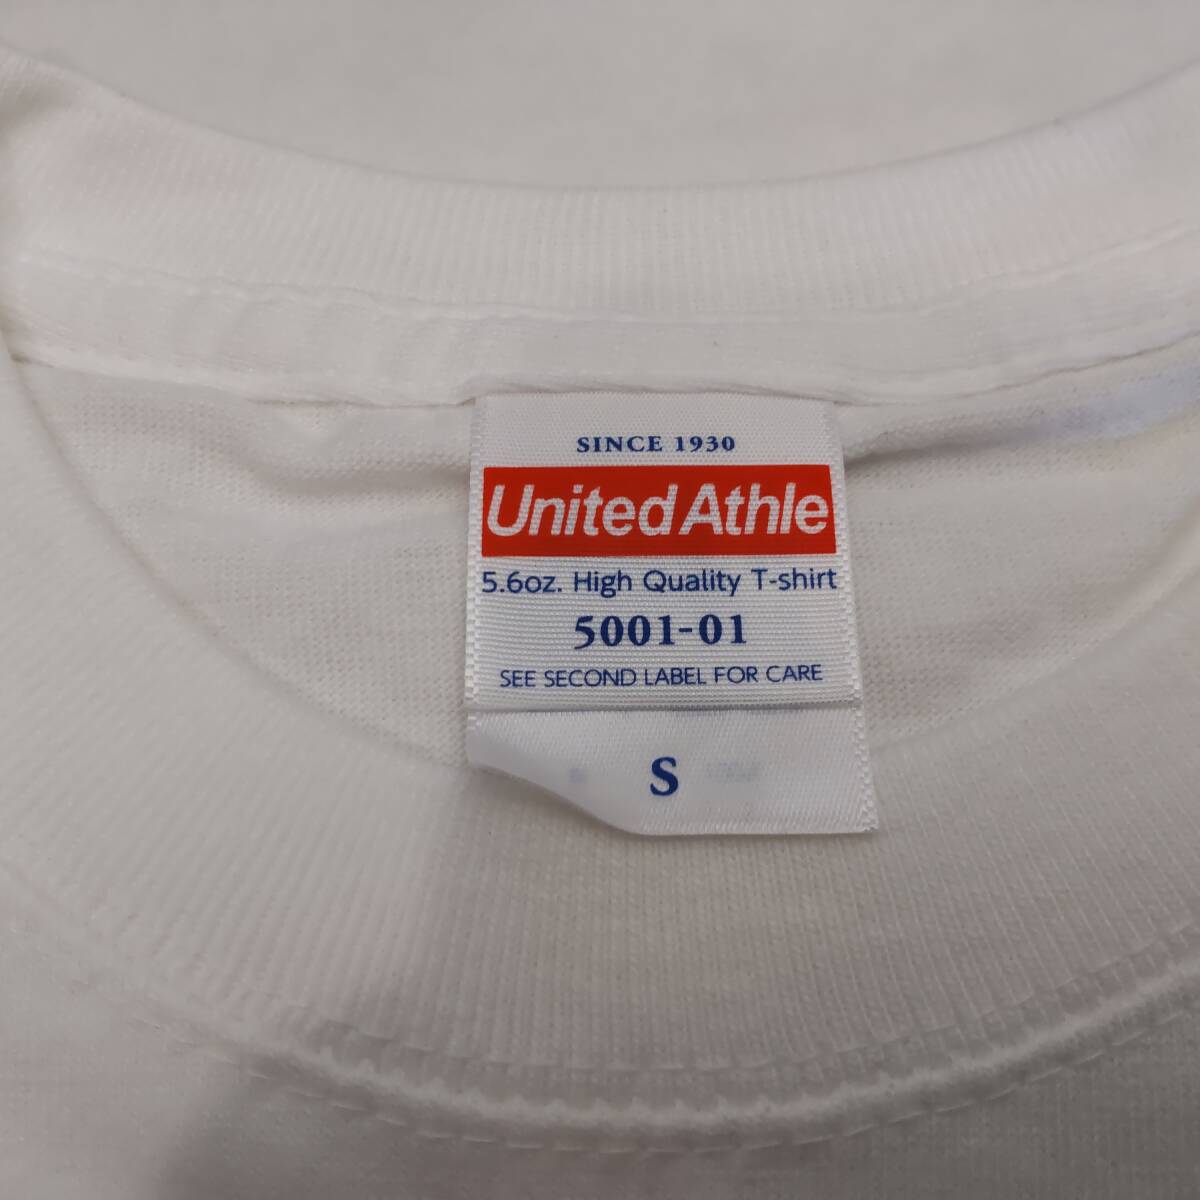 SINCE 1930
United Athle
5.6oz. High Quality T-shirt
5001-01
SEE SECOND LABEL FOR CARE
S